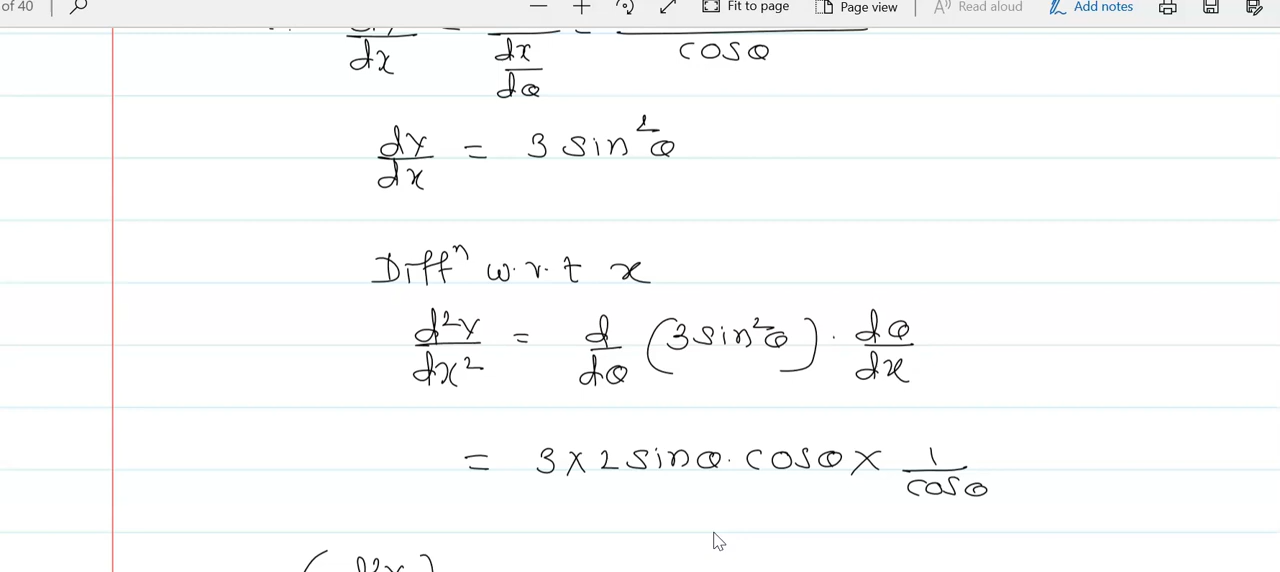 of 40 Fit to page Page view Read aloud Add notes
dx = dx/dθ = cosθ
dy/dx = 3 sin²θ
Diffⁿ w.r.t x
d²y/dx² = d/dθ (3sin²θ) . dθ/dx
= 3×2 sinθ. cosθ × 1/cosθ